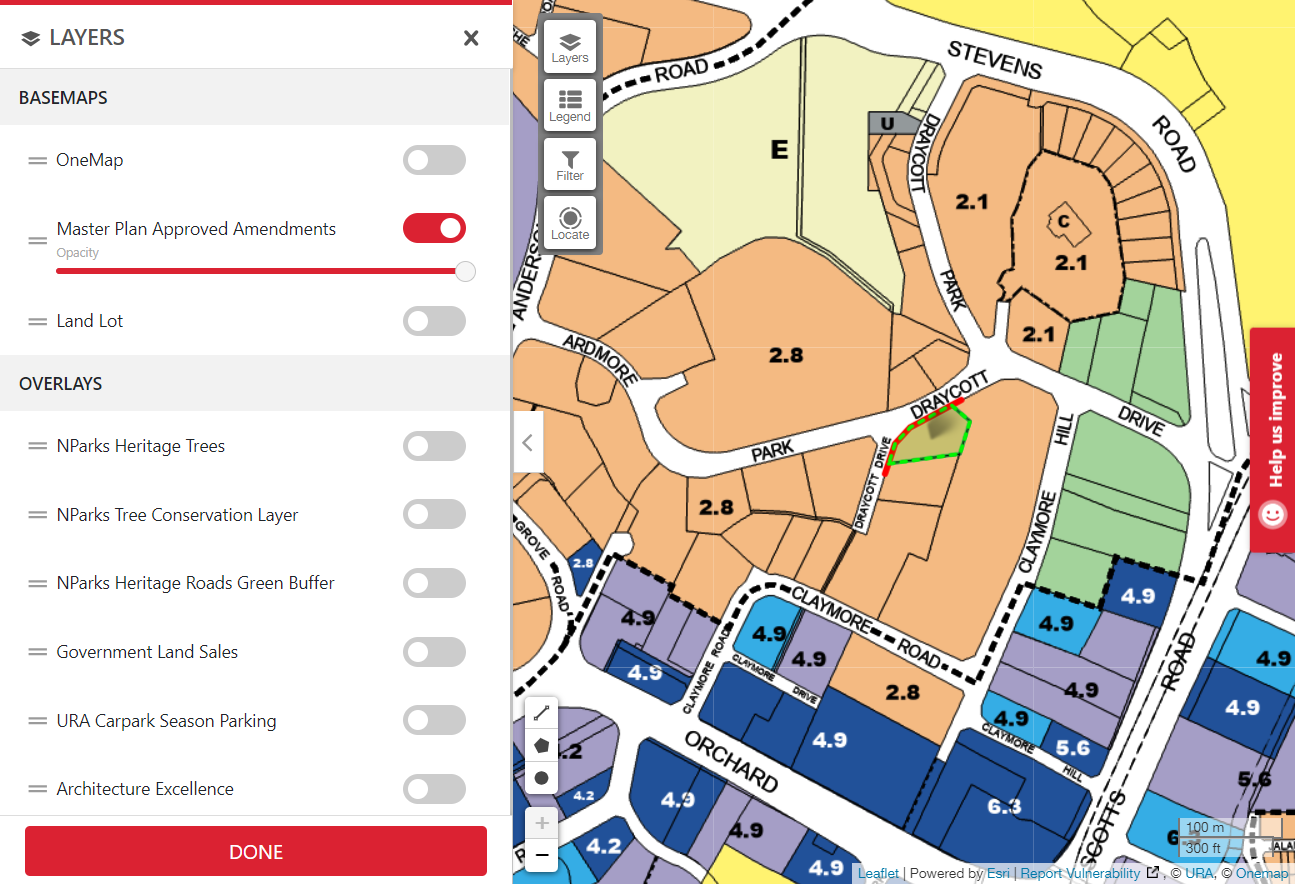 LAYERS
BASEMAPS
OneMap
Master Plan Approved Amendments
Opacity
Land Lot
OVERLAYS
NParks Heritage Trees
NParks Tree Conservation Layer
NParks Heritage Roads Green Buffer
Government Land Sales
URA Carpark Season Parking
Architecture Excellence
DONE
Layers
Legend
Filter
Locate
Help us improve
THE
ROAD
STEVENS
ROAD
E
U
DRAYCOTT
PARK
2.1
C
2.1
2.1
ANDERSON
ARDMORE
PARK
DRAYCOTT
2.8
DRIVE
HILL
CLAYMORE
DRAYCOTT DRIVE
2.8
GROVE ROAD
2.8
4.9
4.9
CLAYMORE ROAD
4.9
4.9
2.8
CLAYMORE DRIVE
CLAYMORE ROAD
4.9
4.9
4.9
4.9
5.6
CLAYMORE HILL
ROAD
SCOTTS
4.9
4.9
5.6
ORCHARD
4.9
6.3
.2
4.2
4.2
4.9
4.9
4.9
100 m
300 ft
Leaflet | Powered by Esri | Report Vulnerability , © URA, © Onemap